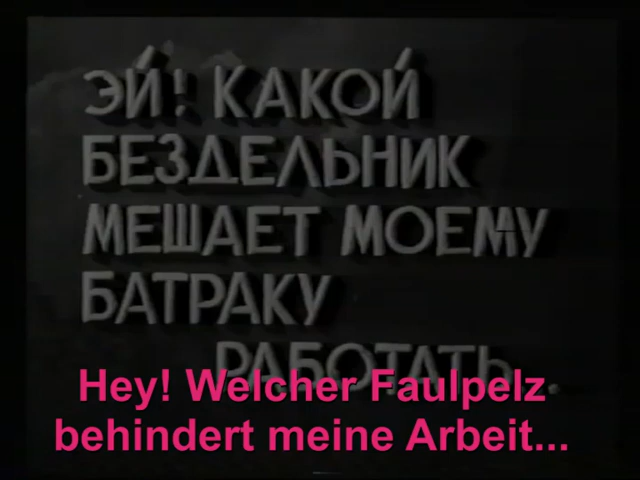 ЭЙ! КАКОЙ
БЕЗДЕЛЬНИК
МЕШАЕТ МОЕМУ
БАТРАКУ
РАБОТАТЬ...
Hey! Welcher Faulpelz
behindert meine Arbeit...